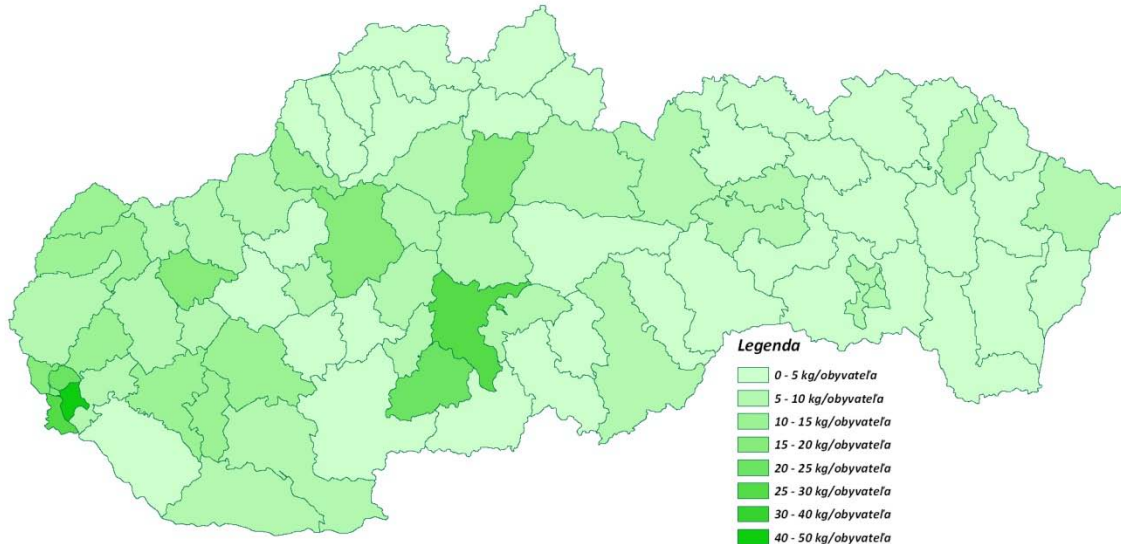 Legenda
0 - 5 kg/obyvateľa
5 - 10 kg/obyvateľa
10 - 15 kg/obyvateľa
15 - 20 kg/obyvateľa
20 - 25 kg/obyvateľa
25 - 30 kg/obyvateľa
30 - 40 kg/obyvateľa
40 - 50 kg/obyvateľa